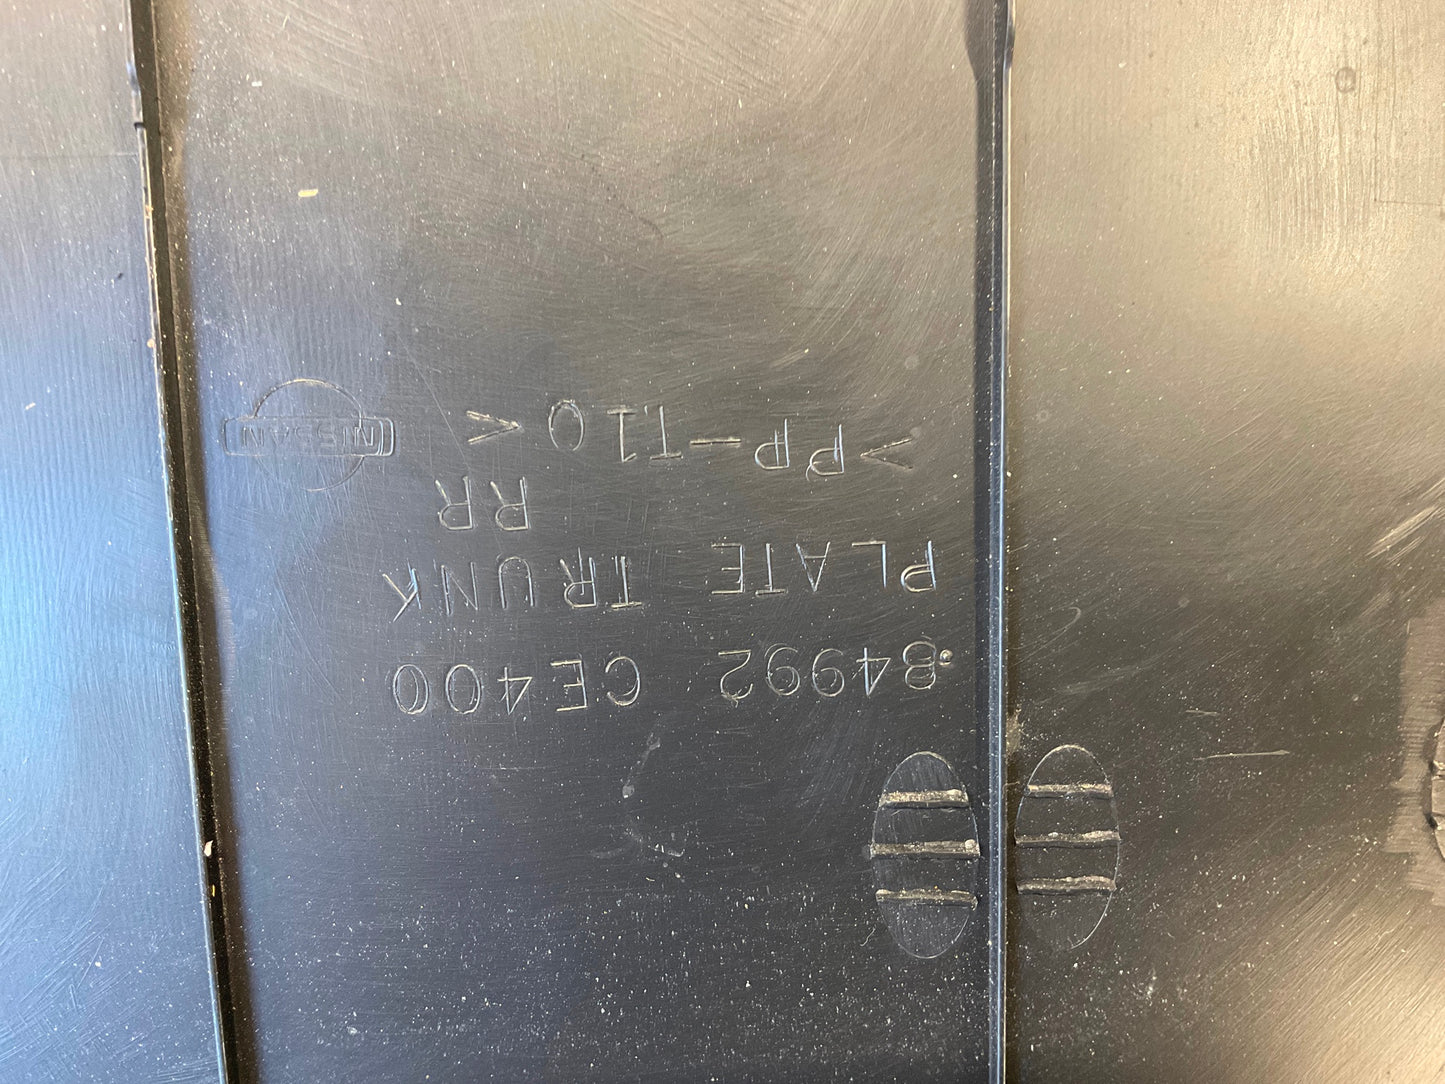 84992 CE400
PLATE TRUNK
RR
>PP-T10<
NISSAN